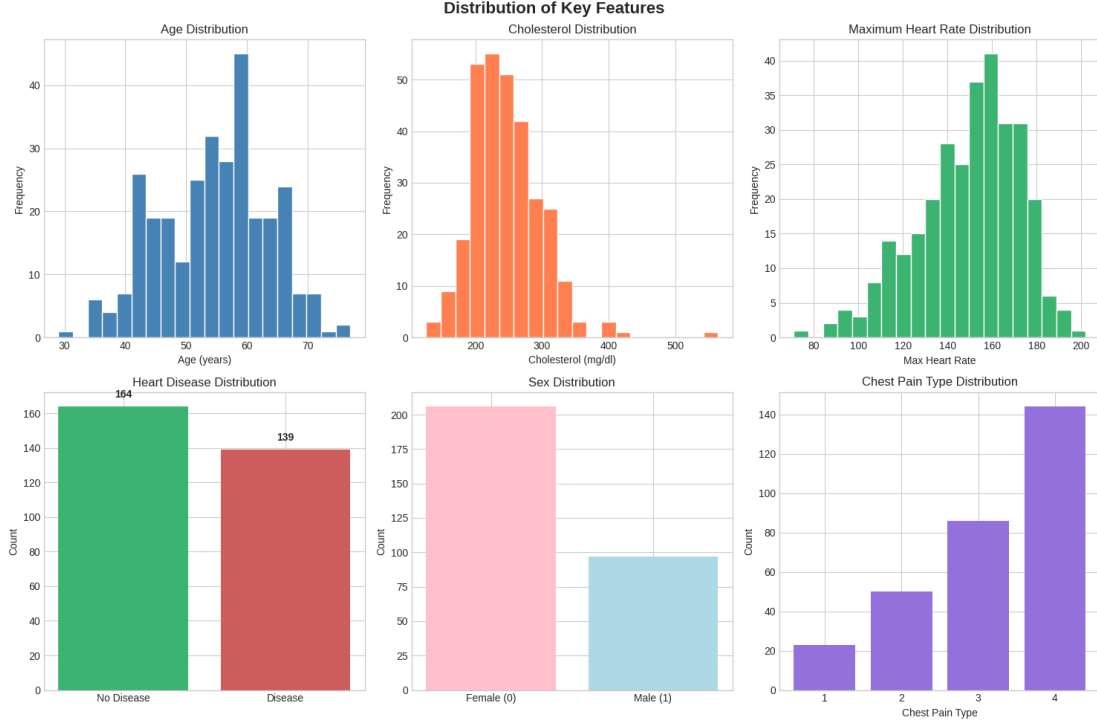 Distribution of Key Features
Age Distribution
Frequency
40
30
20
10
0
30 40 50 60 70
Age (years)
Cholesterol Distribution
Frequency
50
40
30
20
10
0
200 300 400 500
Cholesterol (mg/dl)
Maximum Heart Rate Distribution
Frequency
40
35
30
25
20
15
10
5
0
80 100 120 140 160 180 200
Max Heart Rate
Heart Disease Distribution
Count
160
140
120
100
80
60
40
20
0
164
139
No Disease Disease
Sex Distribution
Count
200
175
150
125
100
75
50
25
0
Female (0) Male (1)
Chest Pain Type Distribution
Count
140
120
100
80
60
40
20
0
1 2 3 4
Chest Pain Type